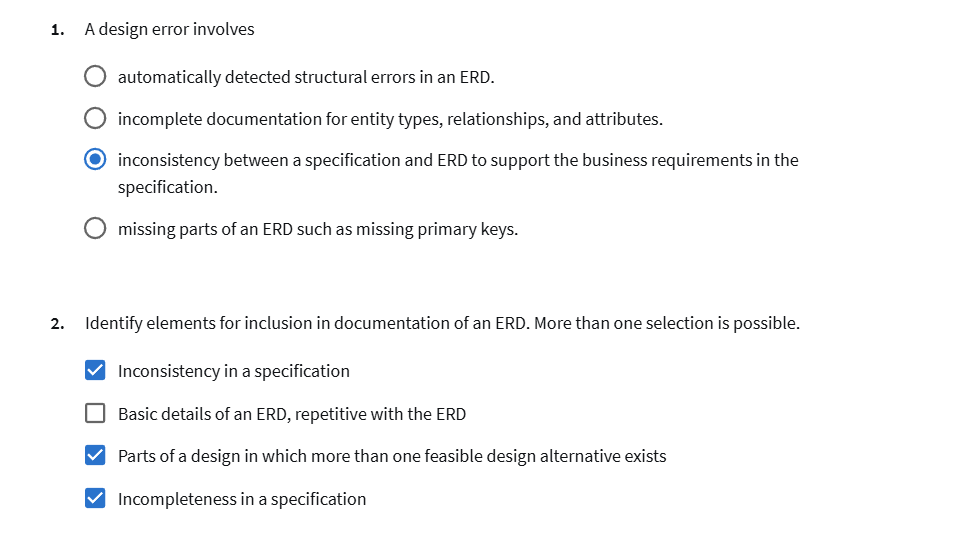 1. A design error involves
automatically detected structural errors in an ERD.
incomplete documentation for entity types, relationships, and attributes.
inconsistency between a specification and ERD to support the business requirements in the
specification.
missing parts of an ERD such as missing primary keys.
2. Identify elements for inclusion in documentation of an ERD. More than one selection is possible.
Inconsistency in a specification
Basic details of an ERD, repetitive with the ERD
Parts of a design in which more than one feasible design alternative exists
Incompleteness in a specification